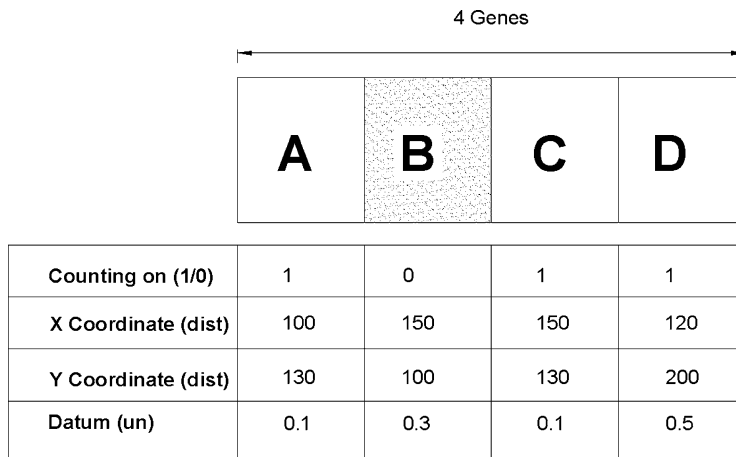 4 Genes
A B C D
Counting on (1/0) 1 0 1 1
X Coordinate (dist) 100 150 150 120
Y Coordinate (dist) 130 100 130 200
Datum (un) 0.1 0.3 0.1 0.5